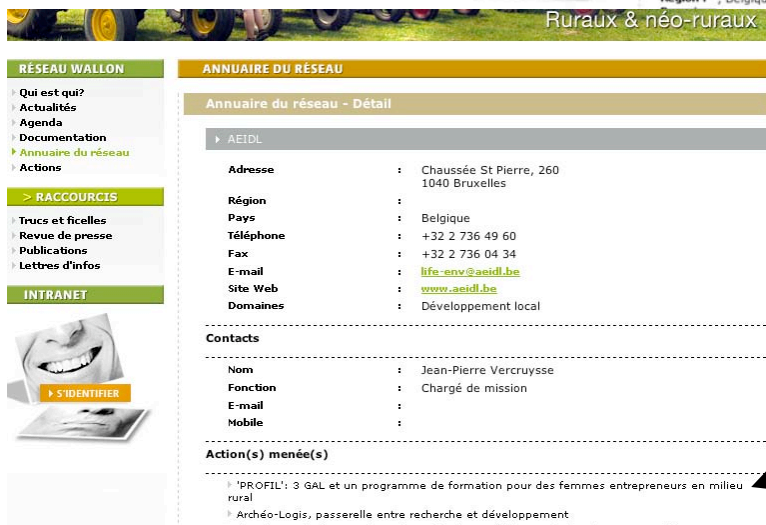 Ruraux & néo-ruraux
RÉSEAU WALLON
Qui est qui?
Actualités
Agenda
Documentation
Annuaire du réseau
Actions
> RACCOURCIS
Trucs et ficelles
Revue de presse
Publications
Lettres d'infos
INTRANET
S'IDENTIFIER
ANNUAIRE DU RÉSEAU
Annuaire du réseau - Détail
AEIDL
Adresse : Chaussée St Pierre, 260
1040 Bruxelles
Région :
Pays : Belgique
Téléphone : +32 2 736 49 60
Fax : +32 2 736 04 34
E-mail : life-env@aeidl.be
Site Web : www.aeidl.be
Domaines : Développement local
Contacts
Nom : Jean-Pierre Vercruysse
Fonction : Chargé de mission
E-mail :
Mobile :
Action(s) menée(s)
'PROFIL': 3 GAL et un programme de formation pour des femmes entrepreneurs en milieu
rural
Archéo-Logis, passerelle entre recherche et développement